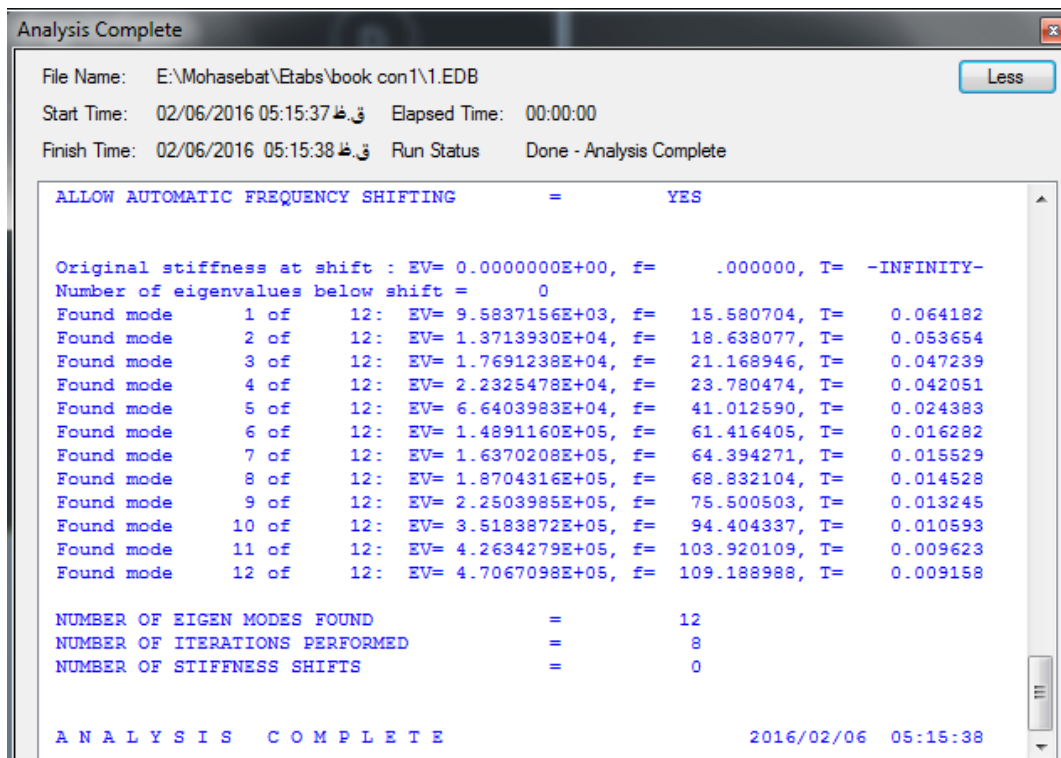 Analysis Complete
File Name: E:\Mohasebat\Etabs\book con1\1.EDB Less
Start Time: 02/06/2016 05:15:37 ق.ظ Elapsed Time: 00:00:00
Finish Time: 02/06/2016 05:15:38 ق.ظ Run Status Done - Analysis Complete
ALLOW AUTOMATIC FREQUENCY SHIFTING = YES
Original stiffness at shift : EV= 0.0000000E+00, f= .000000, T= -INFINITY-
Number of eigenvalues below shift = 0
Found mode 1 of 12: EV= 9.5837156E+03, f= 15.580704, T= 0.064182
Found mode 2 of 12: EV= 1.3713930E+04, f= 18.638077, T= 0.053654
Found mode 3 of 12: EV= 1.7691238E+04, f= 21.168946, T= 0.047239
Found mode 4 of 12: EV= 2.2325478E+04, f= 23.780474, T= 0.042051
Found mode 5 of 12: EV= 6.6403983E+04, f= 41.012590, T= 0.024383
Found mode 6 of 12: EV= 1.4891160E+05, f= 61.416405, T= 0.016282
Found mode 7 of 12: EV= 1.6370208E+05, f= 64.394271, T= 0.015529
Found mode 8 of 12: EV= 1.8704316E+05, f= 68.832104, T= 0.014528
Found mode 9 of 12: EV= 2.2503985E+05, f= 75.500503, T= 0.013245
Found mode 10 of 12: EV= 3.5183872E+05, f= 94.404337, T= 0.010593
Found mode 11 of 12: EV= 4.2634279E+05, f= 103.920109, T= 0.009623
Found mode 12 of 12: EV= 4.7067098E+05, f= 109.188988, T= 0.009158
NUMBER OF EIGEN MODES FOUND = 12
NUMBER OF ITERATIONS PERFORMED = 8
NUMBER OF STIFFNESS SHIFTS = 0
A N A L Y S I S C O M P L E T E 2016/02/06 05:15:38